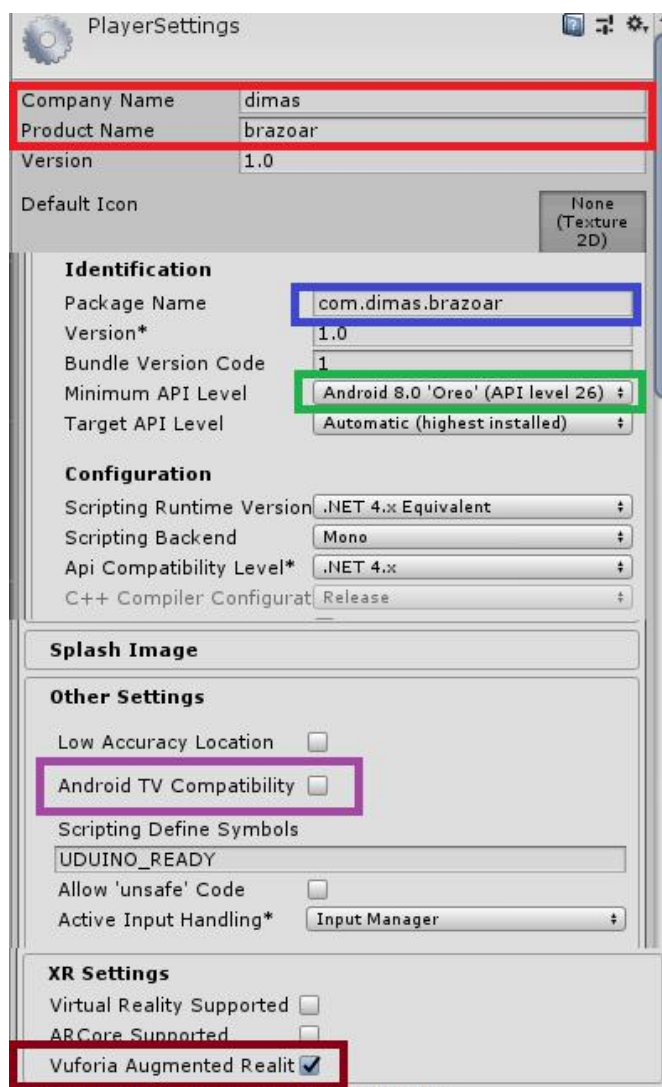 PlayerSettings
Company Name dimas
Product Name brazoar
Version 1.0
Default Icon
None
(Texture
2D)
Identification
Package Name com.dimas.brazoar
Version* 1.0
Bundle Version Code 1
Minimum API Level Android 8.0 'Oreo' (API level 26)
Target API Level Automatic (highest installed)
Configuration
Scripting Runtime Version .NET 4.x Equivalent
Scripting Backend Mono
Api Compatibility Level* .NET 4.x
C++ Compiler Configurat Release
Splash Image
Other Settings
Low Accuracy Location
Android TV Compatibility
Scripting Define Symbols
UDUINO_READY
Allow 'unsafe' Code
Active Input Handling* Input Manager
XR Settings
Virtual Reality Supported
ARCore Supported
Vuforia Augmented Realit